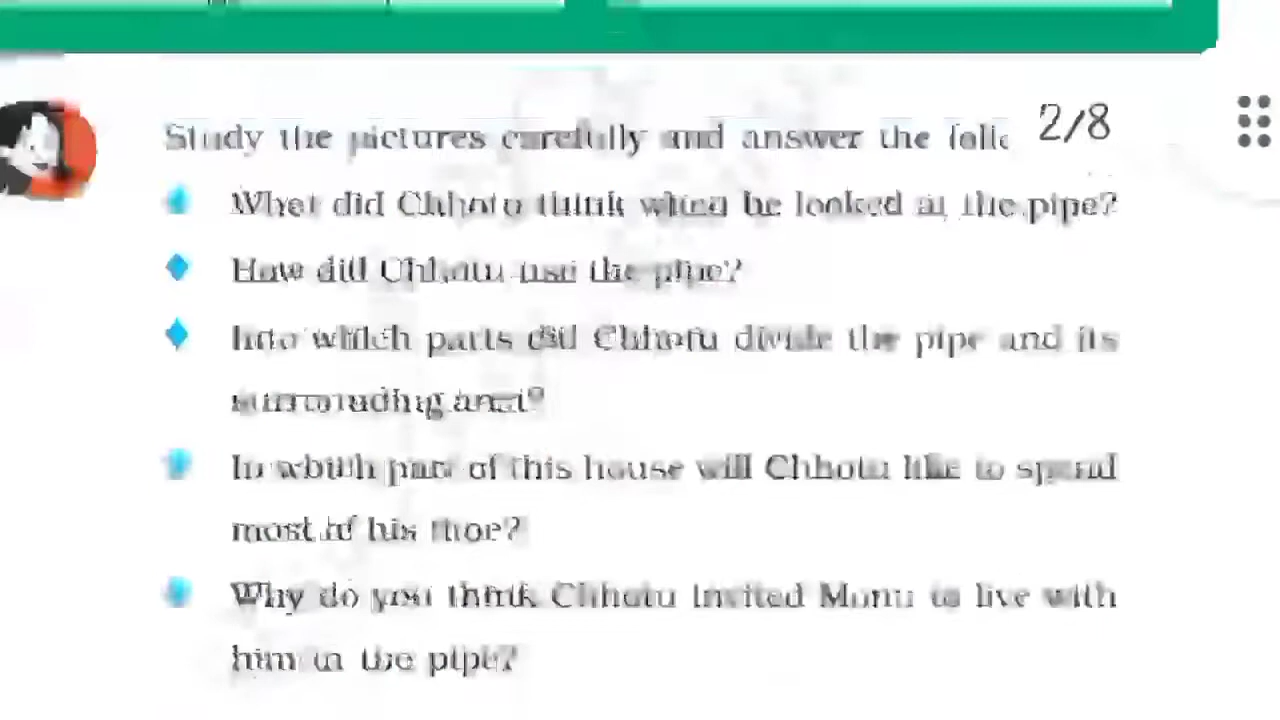 Study the pictures carefully and answer the follo
2/8
What did Chhotu think when he looked at the pipe?
How did Chhotu use the pipe?
Into which parts did Chhotu divide the pipe and its
surrounding area?
In which part of this house will Chhotu like to spend
most of his time?
Why do you think Chhotu invited Monu to live with
him in the pipe?